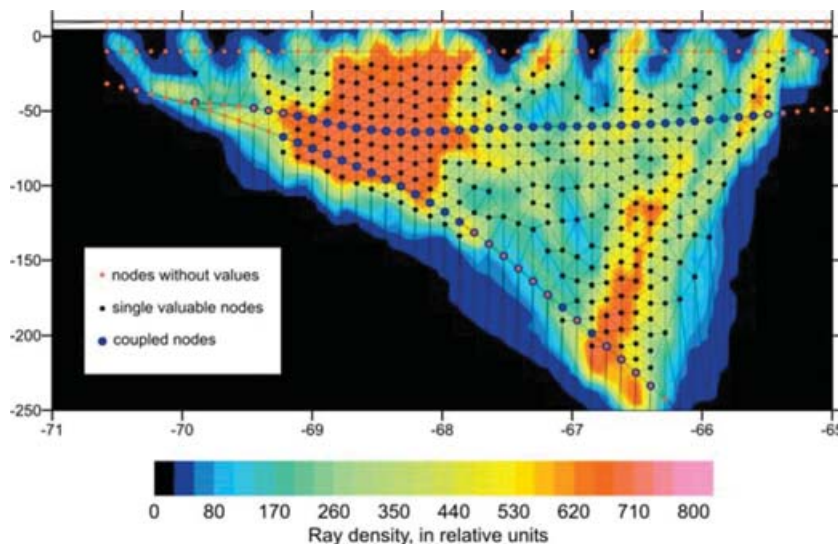 0
-50
-100
-150
-200
-250
nodes without values
single valuable nodes
coupled nodes
-71 -70 -69 -68 -67 -66 -65
0 80 170 260 350 440 530 620 710 800
Ray density, in relative units